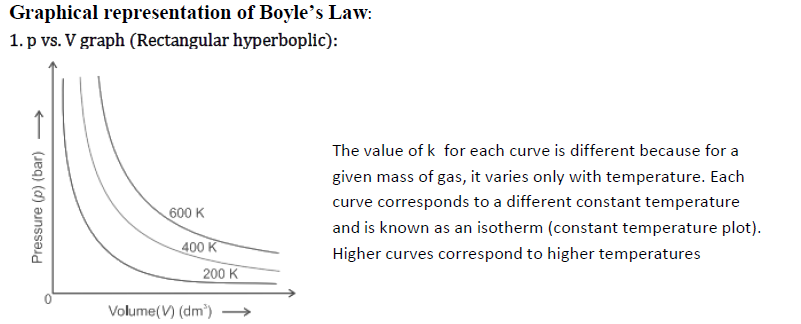 Graphical representation of Boyle’s Law:
1. p vs. V graph (Rectangular hyperboplic):
Pressure (p) (bar)
600 K
400 K
200 K
0
Volume(V) (dm³)
The value of k for each curve is different because for a
given mass of gas, it varies only with temperature. Each
curve corresponds to a different constant temperature
and is known as an isotherm (constant temperature plot).
Higher curves correspond to higher temperatures